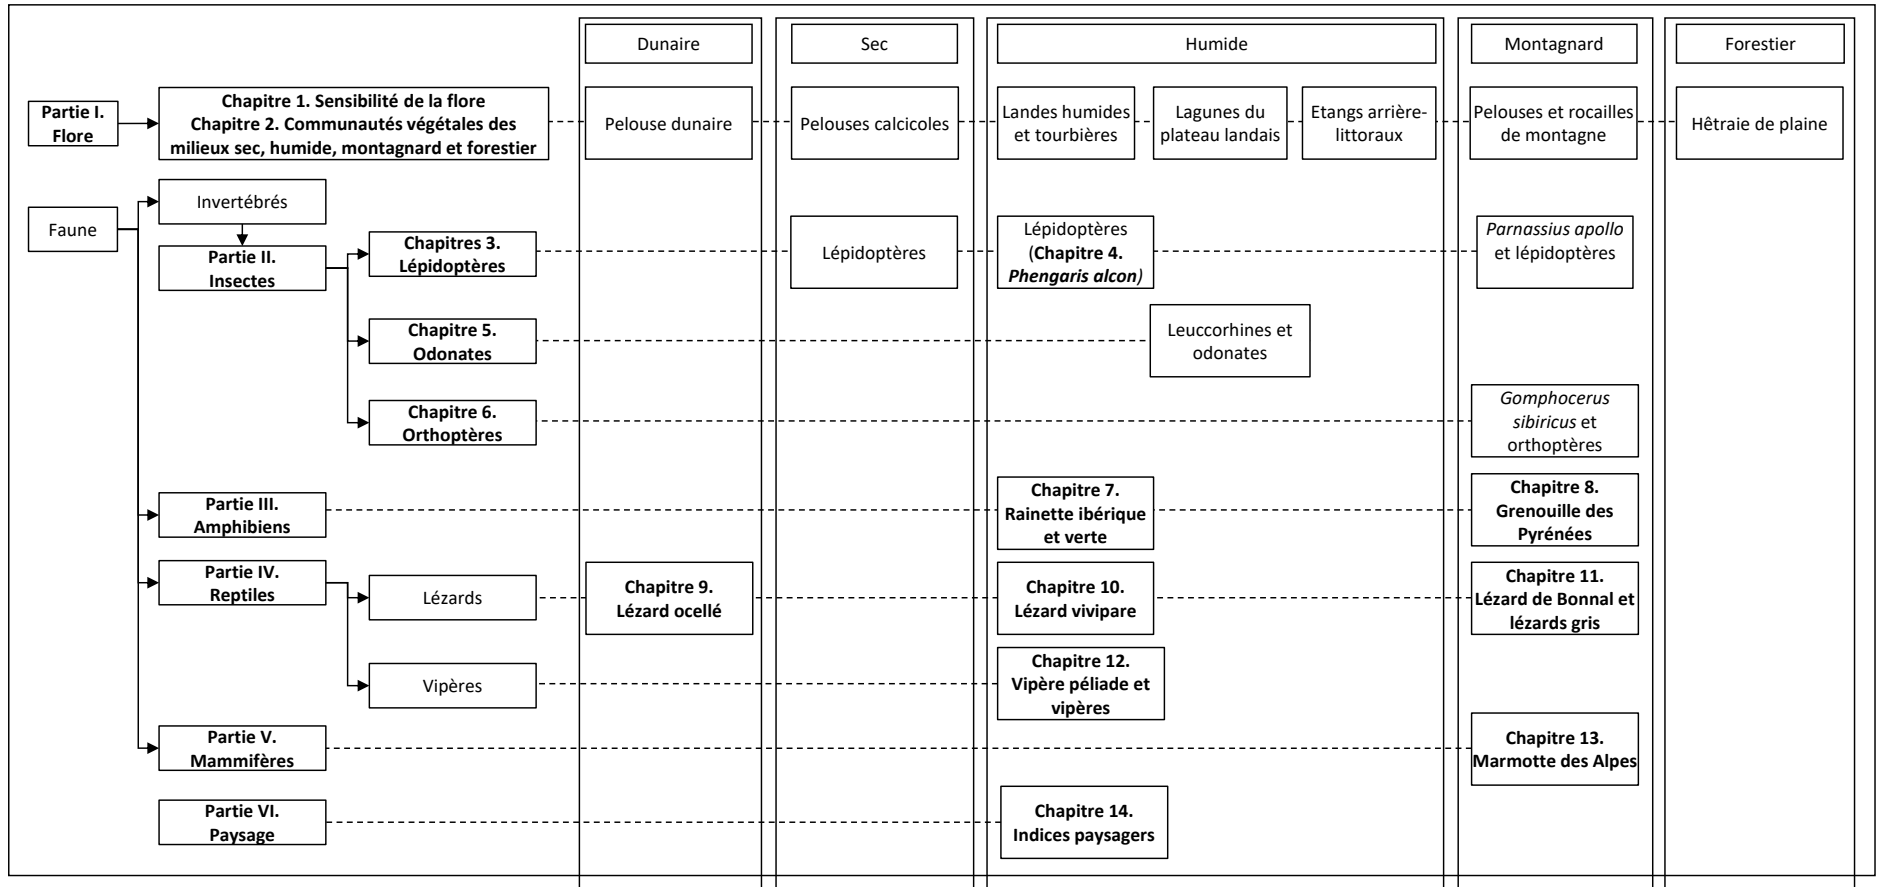 Dunaire
Sec
Humide
Montagnard
Forestier
Partie I.
Flore
Chapitre 1. Sensibilité de la flore
Chapitre 2. Communautés végétales des
milieux sec, humide, montagnard et forestier
Pelouse dunaire
Pelouses calcicoles
Landes humides
et tourbières
Lagunes du
plateau landais
Etangs arrière-
littoraux
Pelouses et rocailles
de montagne
Hêtraie de plaine
Faune
Invertébrés
Partie II.
Insectes
Chapitres 3.
Lépidoptères
Lépidoptères
Lépidoptères
(Chapitre 4.
Phengaris alcon)
Parnassius apollo
et lépidoptères
Chapitre 5.
Odonates
Leuccorhines et
odonates
Chapitre 6.
Orthoptères
Gomphocerus
sibiricus et
orthoptères
Partie III.
Amphibiens
Chapitre 7.
Rainette ibérique
et verte
Chapitre 8.
Grenouille des
Pyrénées
Partie IV.
Reptiles
Lézards
Chapitre 9.
Lézard ocellé
Chapitre 10.
Lézard vivipare
Chapitre 11.
Lézard de Bonnal et
lézards gris
Vipères
Chapitre 12.
Vipère péliade et
vipères
Partie V.
Mammifères
Chapitre 13.
Marmotte des Alpes
Partie VI.
Paysage
Chapitre 14.
Indices paysagers